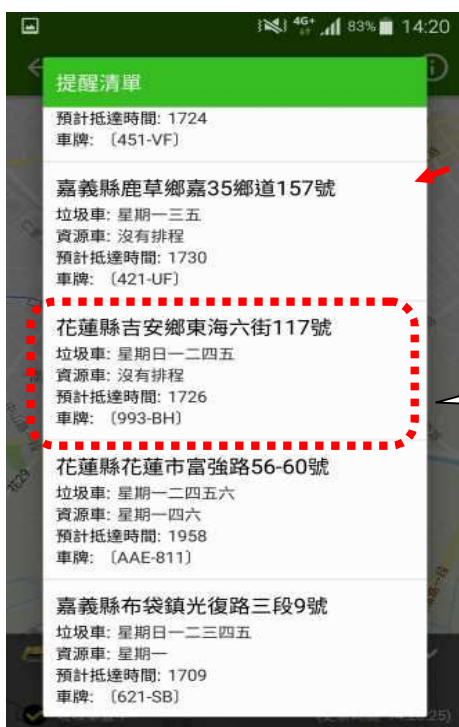 4G+ 83% 14:20
提醒清單
預計抵達時間: 1724
車牌: (451-VF)
嘉義縣鹿草鄉嘉35鄉道157號
垃圾車: 星期一三五
資源車: 沒有排程
預計抵達時間: 1730
車牌: (421-UF)
花蓮縣吉安鄉東海六街117號
垃圾車: 星期日一二四五
資源車: 沒有排程
預計抵達時間: 1726
車牌: (993-BH)
花蓮縣花蓮市富強路56-60號
垃圾車: 星期一二四五六
資源車: 星期一四六
預計抵達時間: 1958
車牌: (AAE-811)
嘉義縣布袋鎮光復路三段9號
垃圾車: 星期日一二三四五
資源車: 星期一
預計抵達時間: 1709
車牌: (621-SB)